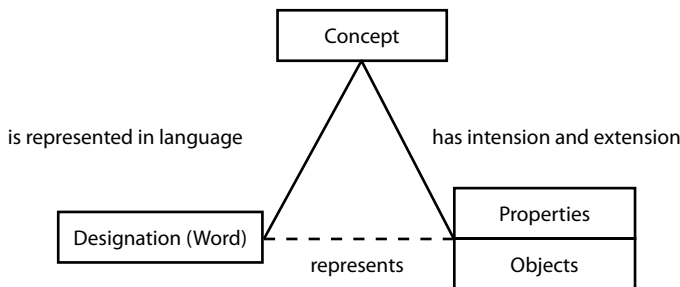 Concept
is represented in language
has intension and extension
Designation (Word)
Properties
represents
Objects